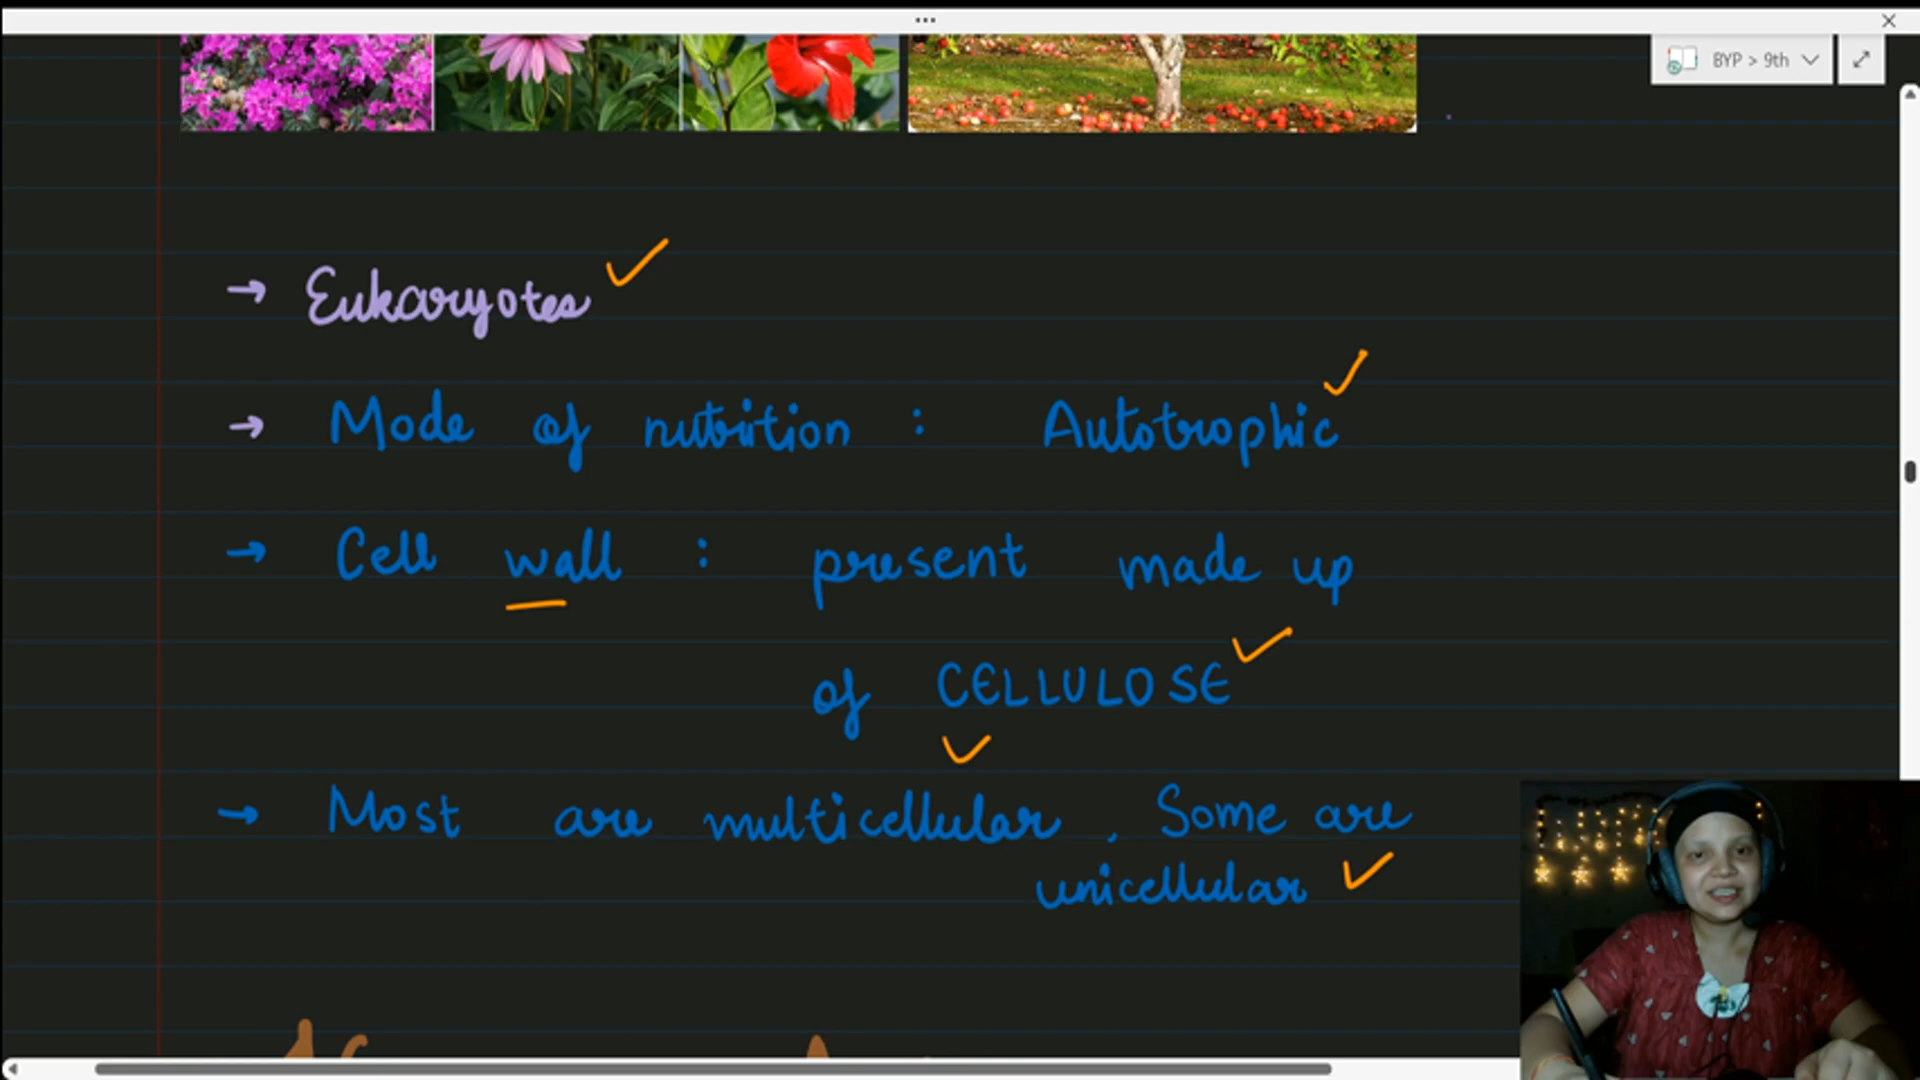 BYP > 9th
→ Eukaryotes
→ Mode of nutrition : Autotrophic
→ Cell wall : present made up
of CELLULOSE
→ Most are multicellular . Some are
unicellular